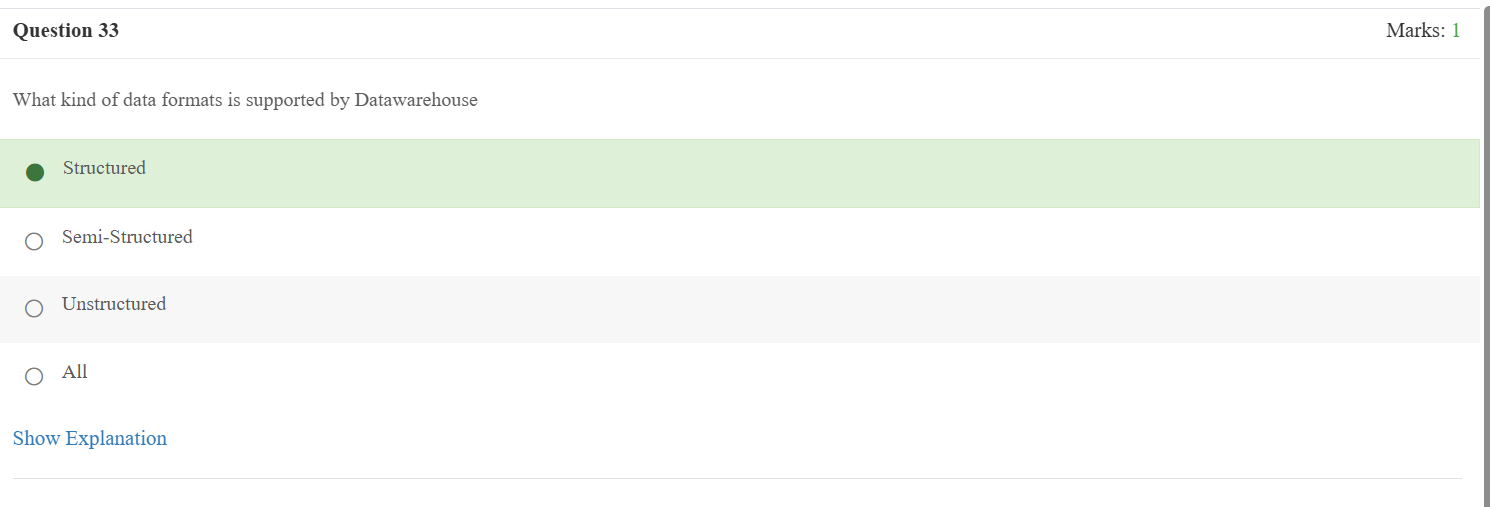 Question 33
Marks: 1
What kind of data formats is supported by Datawarehouse
Structured
Semi-Structured
Unstructured
All
Show Explanation